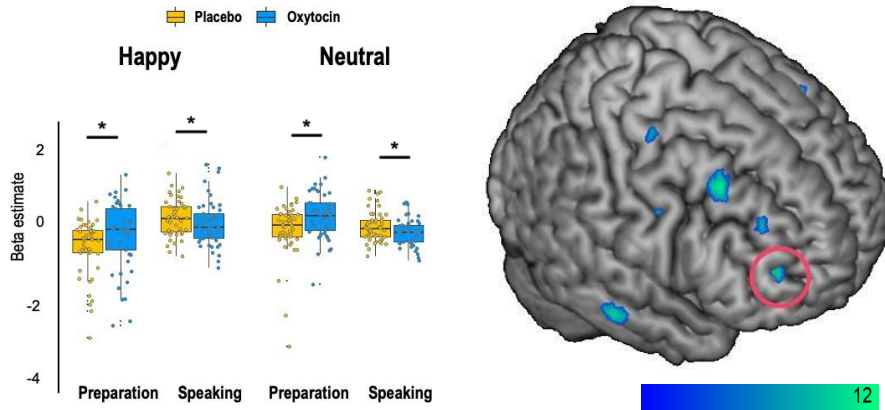 Placebo Oxytocin
Happy Neutral
* * * *
Beta estimate
2
0
-2
-4
Preparation Speaking Preparation Speaking
12